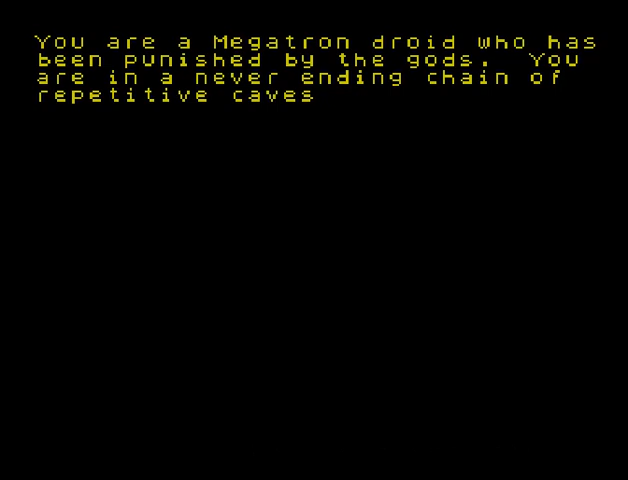 You are a Megatron droid who has
been punished by the gods. You
are in a never ending chain of
repetitive caves